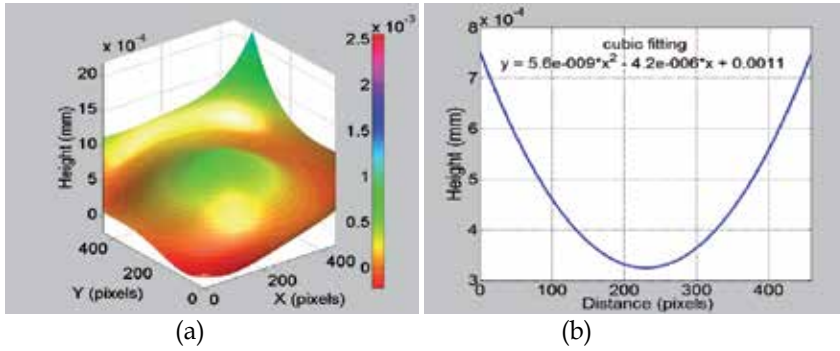 x 10⁻⁴
20
15
10
5
0
Height (mm)
400
200
0
Y (pixels)
0
200
400
X (pixels)
x 10⁻³
2.5
2
1.5
1
0.5
0
(a)
x 10⁻⁴
8
7
6
5
4
3
Height (mm)
cubic fitting
y = 5.6e-009*x² - 4.2e-006*x + 0.0011
0
100
200
300
400
Distance (pixels)
(b)